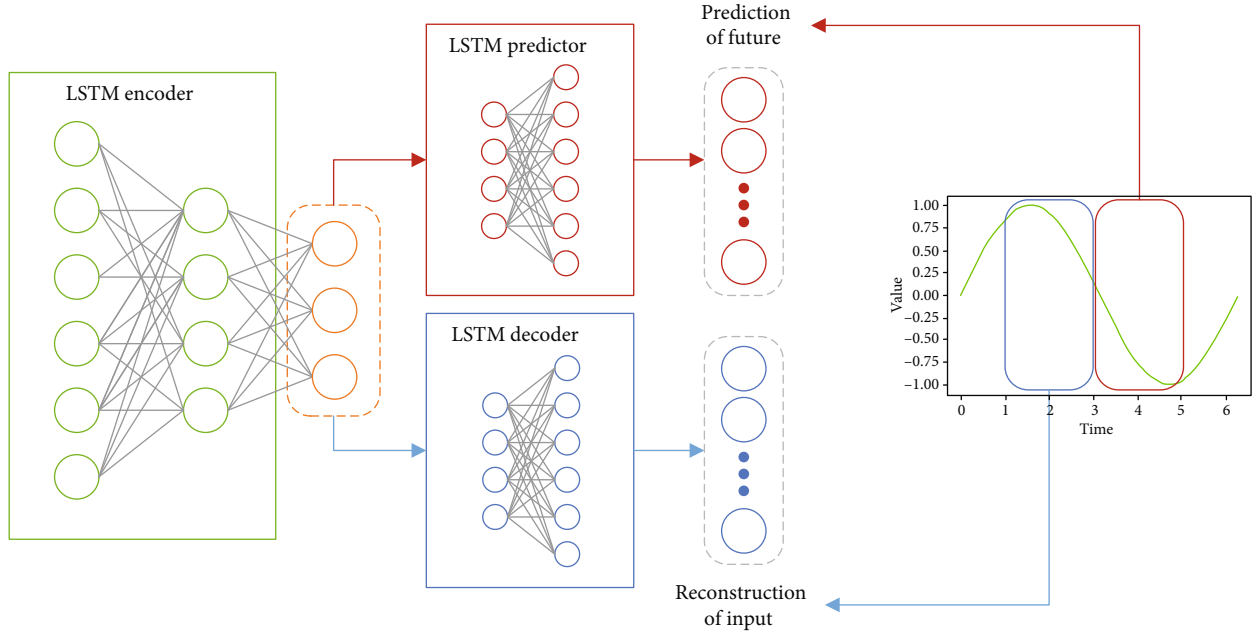 Prediction
of future
LSTM predictor
LSTM encoder
LSTM decoder
Reconstruction
of input
1.00
0.75
0.50
0.25
0.00
−0.25
−0.50
−0.75
−1.00
Value
0 1 2 3 4 5 6
Time